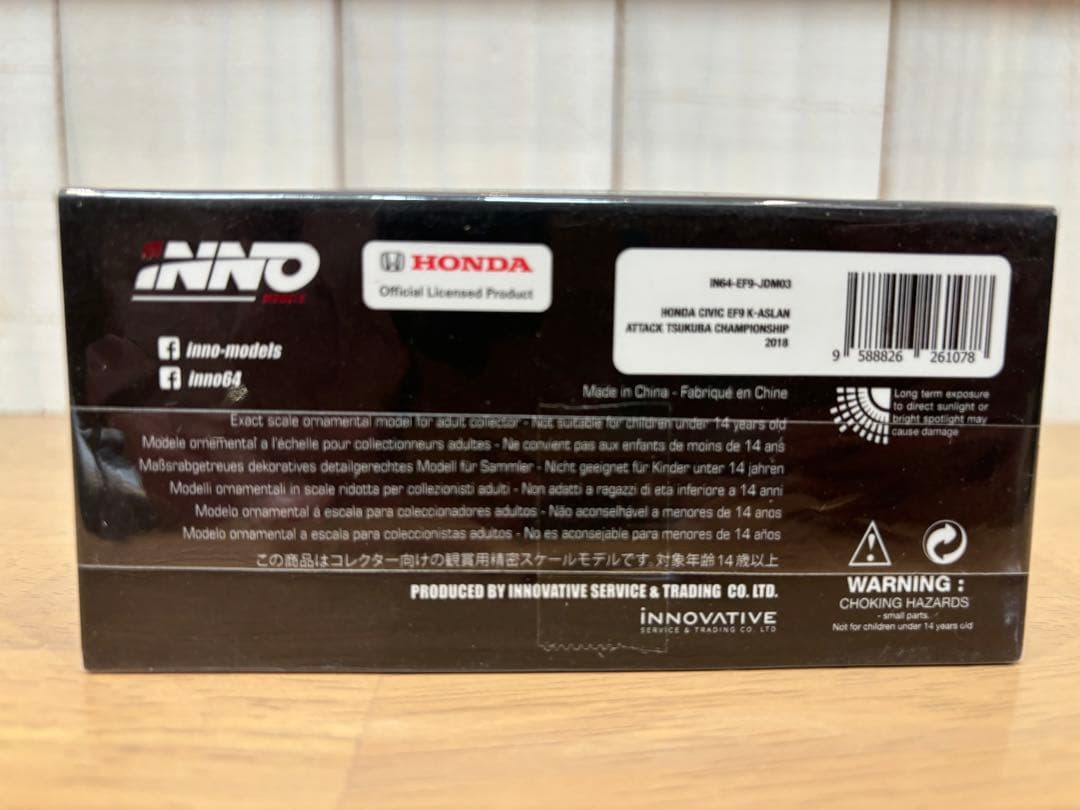 INNO
MODELS
HONDA
Official Licensed Product
IN64-EF9-JDM03
HONDA CIVIC EF9 K-ASLAN
ATTACK TSUKUBA CHAMPIONSHIP
2018
9 588826 261078
inno-models
inno64
Made in China - Fabriqué en Chine
Long term exposure
to direct sunlight or
bright spotlight may
cause damage
Exact scale ornamental model for adult collector - Not suitable for children under 14 years old
Modele ornamental a l'échelle pour collectionneurs adultes - Ne convient pas aux enfants de moins de 14 ans
Maßsrabgetreues dekoratives detailgerechtes Modell für Sammler - Nicht geeignet für Kinder unter 14 jahren
Modelli ornamentali in scale ridotta per collezionisti adulti - Non adatti a ragazzi di eta inferiore a 14 anni
Modelo ornamental á escala para coleccionadores adultos - Não aconselhável a menores de 14 anos
Modelo ornamental a escala para coleccionistas adultos - No es aconsejable para menores de 14 años
この商品はコレクター向けの観賞用精密スケールモデルです。対象年齢14歳以上
PRODUCED BY INNOVATIVE SERVICE & TRADING CO. LTD.
INNOVATIVE
SERVICE & TRADING CO. LTD
WARNING :
CHOKING HAZARDS
- small parts.
Not for children under 14 years old